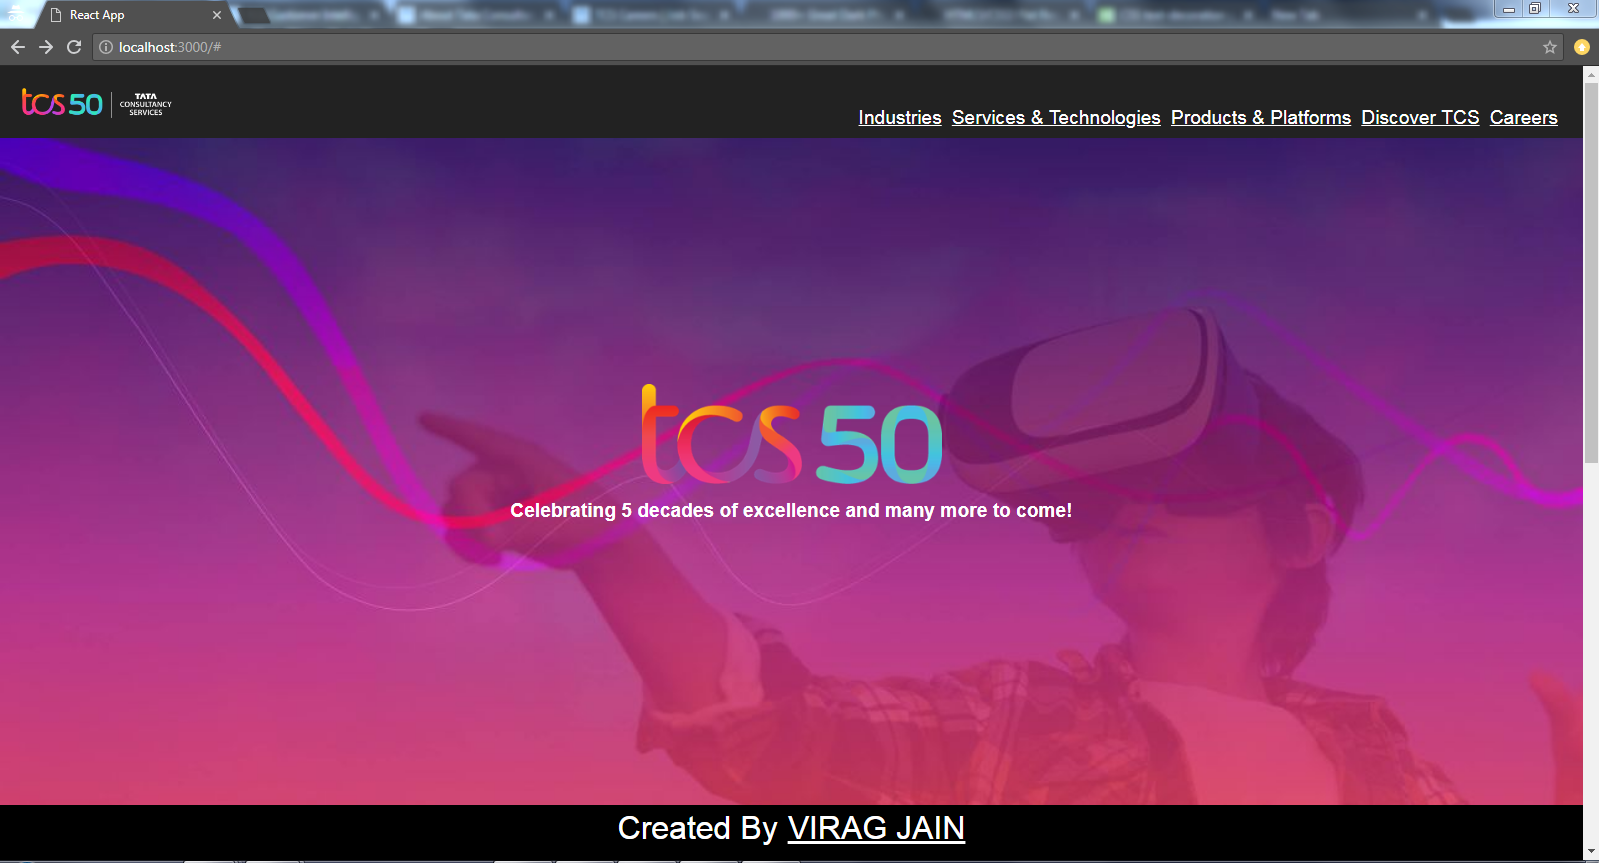 React App
localhost:3000/#
tcs 50
TATA
CONSULTANCY
SERVICES
Industries Services & Technologies Products & Platforms Discover TCS Careers
tcs 50
Celebrating 5 decades of excellence and many more to come!
Created By VIRAG JAIN